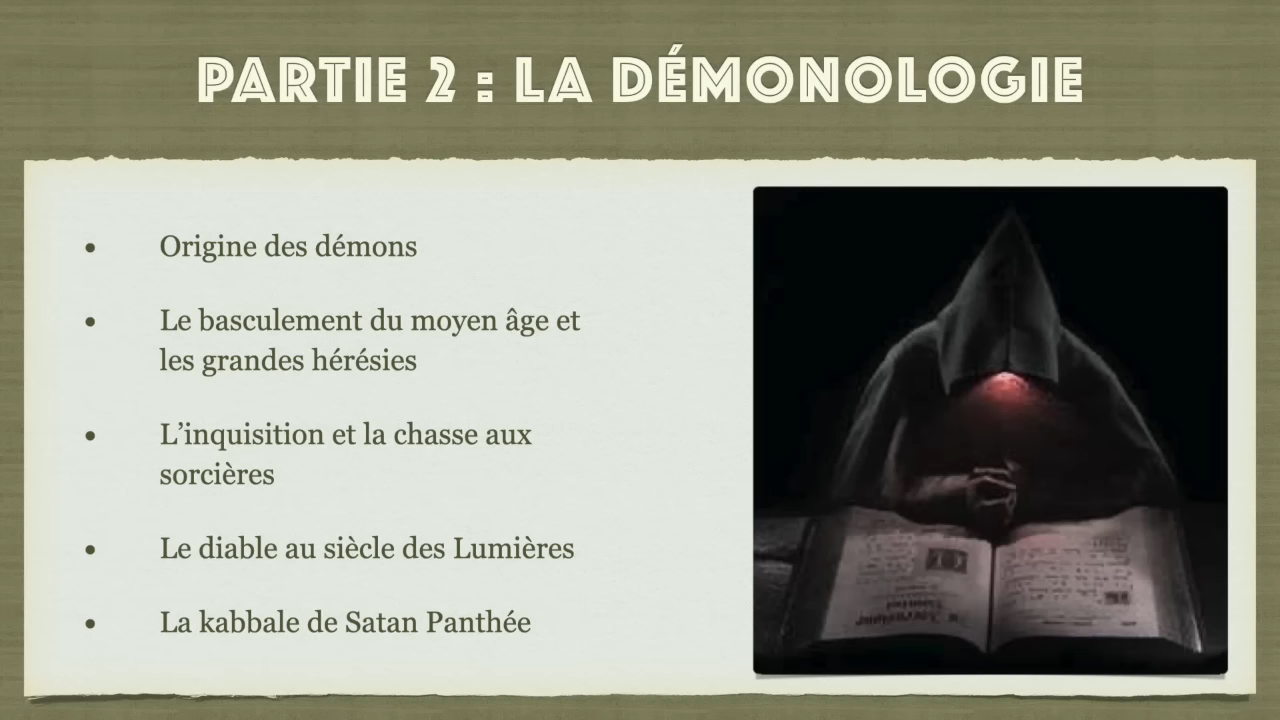 PARTIE 2 : LA DÉMONOLOGIE
• Origine des démons
• Le basculement du moyen âge et
les grandes hérésies
• L’inquisition et la chasse aux
sorcières
• Le diable au siècle des Lumières
• La kabbale de Satan Panthée